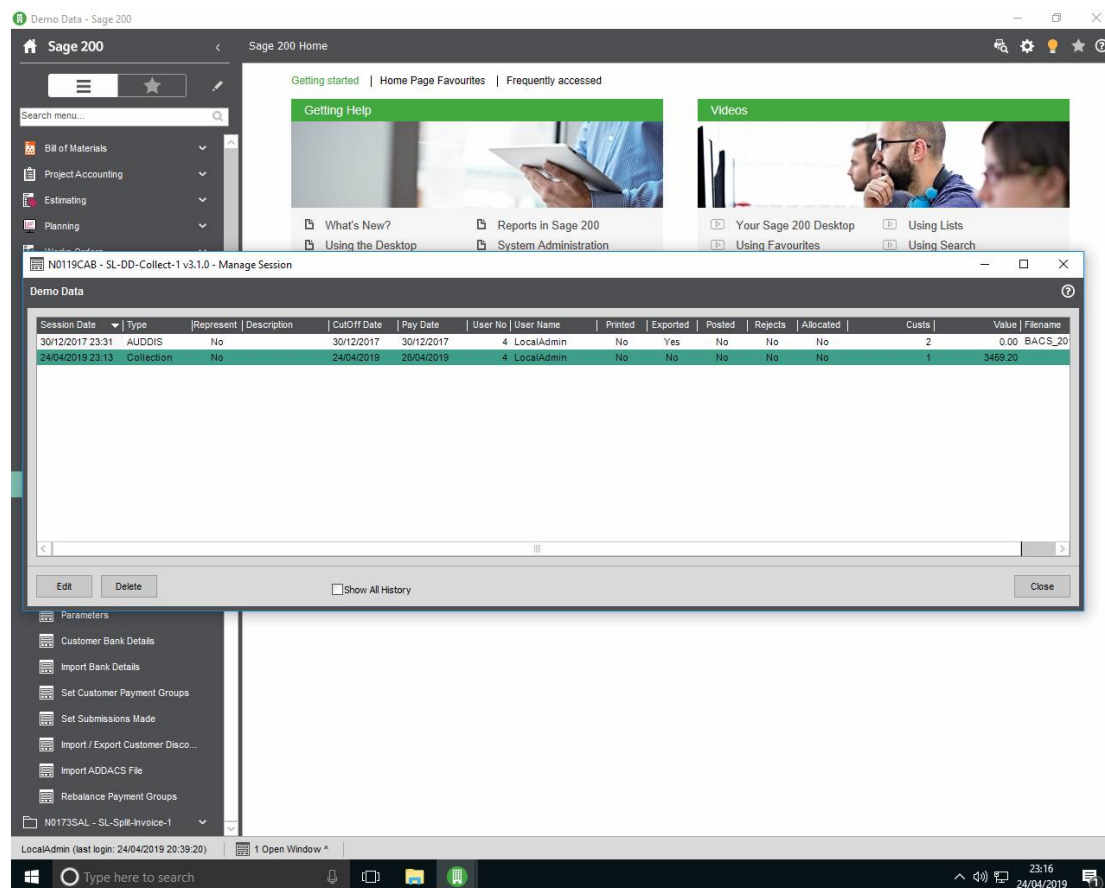 Demo Data - Sage 200
Sage 200
Sage 200 Home
Search menu...
Getting started | Home Page Favourites | Frequently accessed
Getting Help
Videos
Bill of Materials
Project Accounting
Estimating
Planning
What's New?
Reports in Sage 200
Your Sage 200 Desktop
Using Lists
Using the Desktop
System Administration
Using Favourites
Using Search
N0119CAB - SL-DD-Collect-1 v3.1.0 - Manage Session
Demo Data
Session Date Type Represent Description CutOff Date Pay Date User No User Name Printed Exported Posted Rejects Allocated Custs Value Filename
30/12/2017 23:31 AUDDIS No 30/12/2017 30/12/2017 4 LocalAdmin No Yes No No No 2 0.00 BACS_20
24/04/2019 23:13 Collection No 24/04/2019 26/04/2019 4 LocalAdmin No No No No No 1 3459.20
Edit
Delete
Show All History
Close
Parameters
Customer Bank Details
Import Bank Details
Set Customer Payment Groups
Set Submissions Made
Import / Export Customer Disco...
Import ADDACS File
Rebalance Payment Groups
N0173SAL - SL-Split-Invoice-1
LocalAdmin (last login: 24/04/2019 20:39:20)
1 Open Window ^
Type here to search
23:16
24/04/2019
1